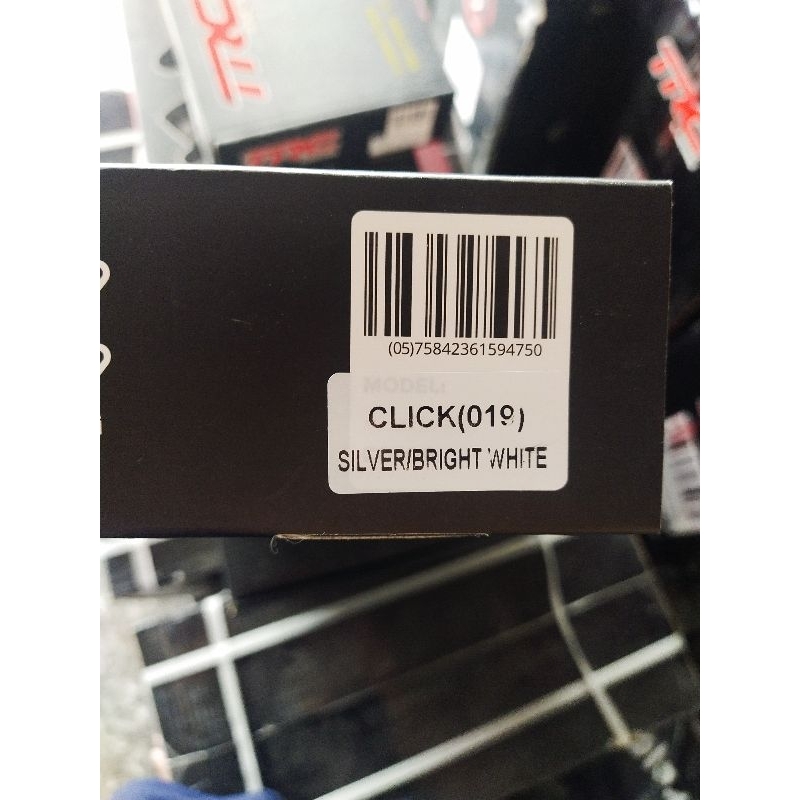 (05)75842361594750
MODEL:
CLICK(019)
SILVER/BRIGHT WHITE